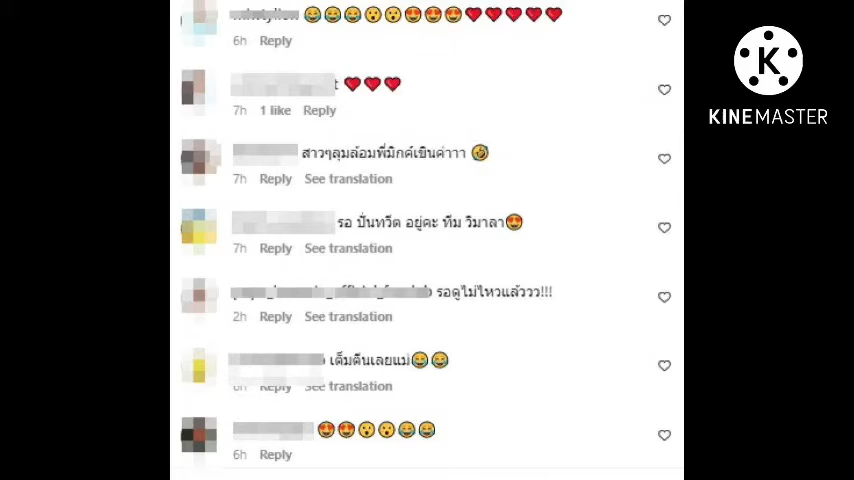 😂😂😂😮😮😍😍😍❤❤❤❤❤
6h Reply
❤❤❤
7h 1 like Reply
สาวๆลุมล้อมพี่มิกค์เขินค่าาา 🤣
7h Reply See translation
รอ ปั่นทวีต อยู่คะ ทีม วิมาลา😍
7h Reply See translation
รอดูไม่ไหวแล้ววว!!!
2h Reply See translation
เต็มตีนเลยแม่😂😂
6h Reply See translation
😍😍😮😮😂😂
6h Reply
K
KINEMASTER